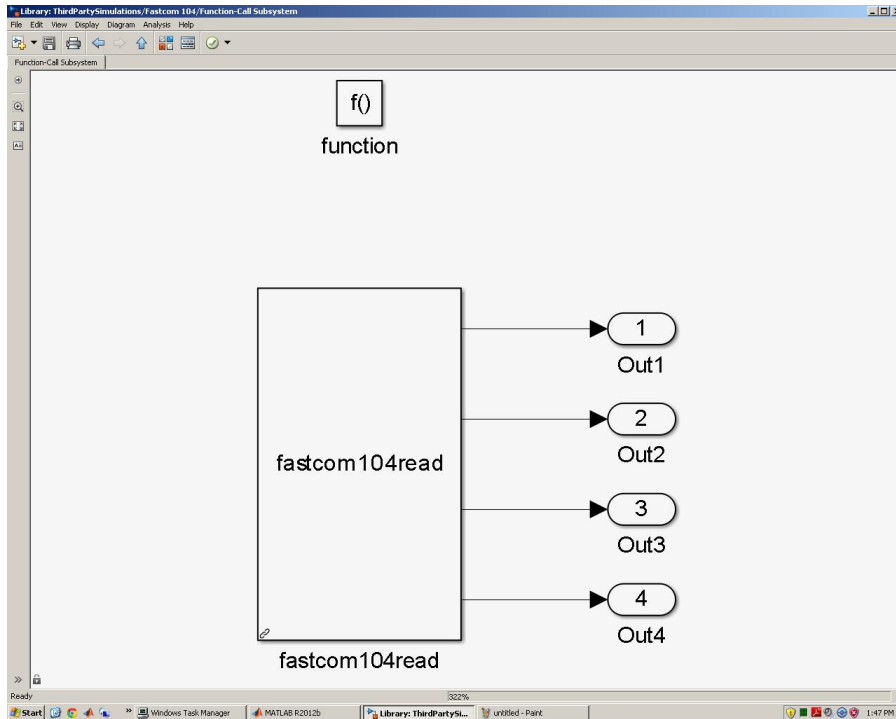 Library: ThirdPartySimulations/Fastcom 104/Function-Call Subsystem
File Edit View Display Diagram Analysis Help
Function-Call Subsystem
f()
function
1
Out1
2
Out2
fastcom104read
3
Out3
4
Out4
fastcom104read
Ready
322%
Start
Windows Task Manager
MATLAB R2012b
Library: ThirdPartySi...
untitled - Paint
1:47 PM